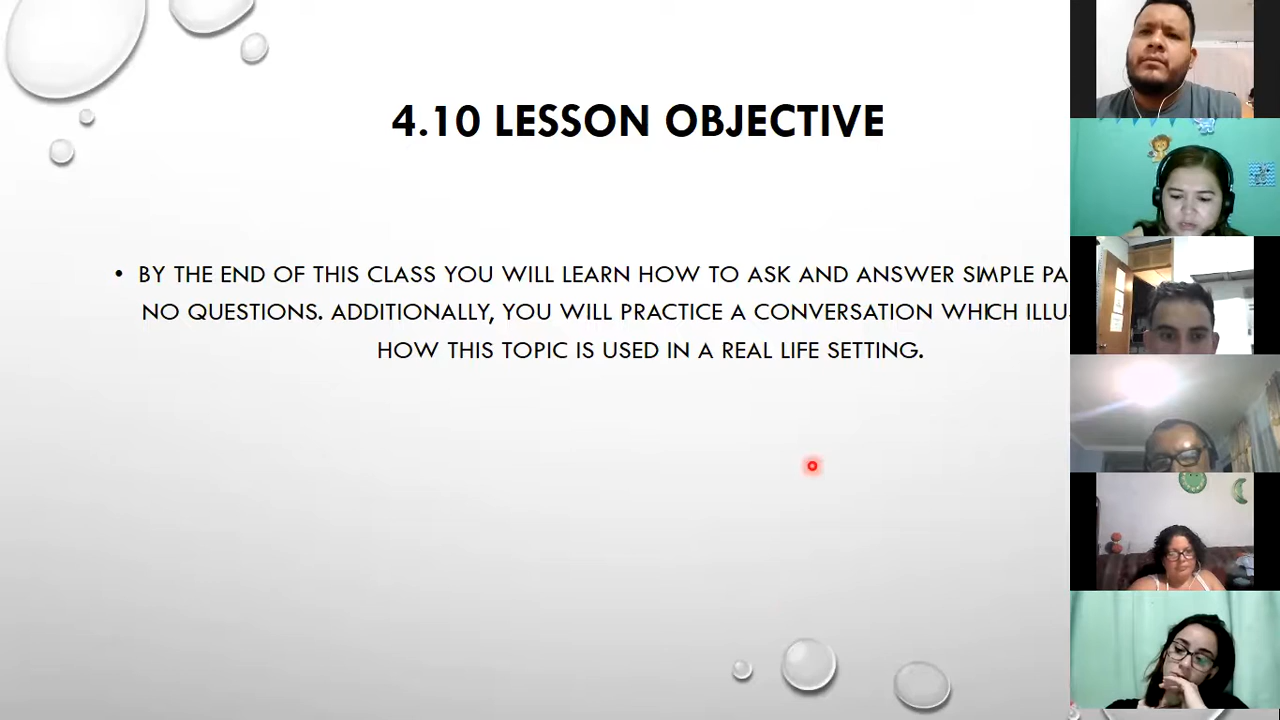 4.10 LESSON OBJECTIVE
• BY THE END OF THIS CLASS YOU WILL LEARN HOW TO ASK AND ANSWER SIMPLE PA
NO QUESTIONS. ADDITIONALLY, YOU WILL PRACTICE A CONVERSATION WHICH ILLU
HOW THIS TOPIC IS USED IN A REAL LIFE SETTING.